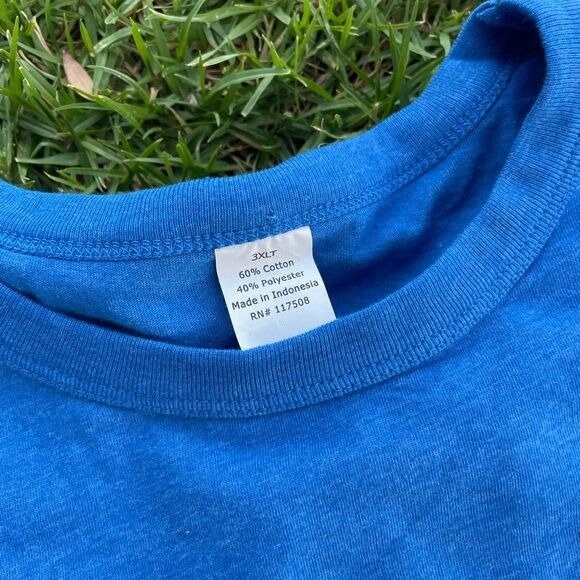 3XLT
60% Cotton
40% Polyester
Made in Indonesia
RN# 117508